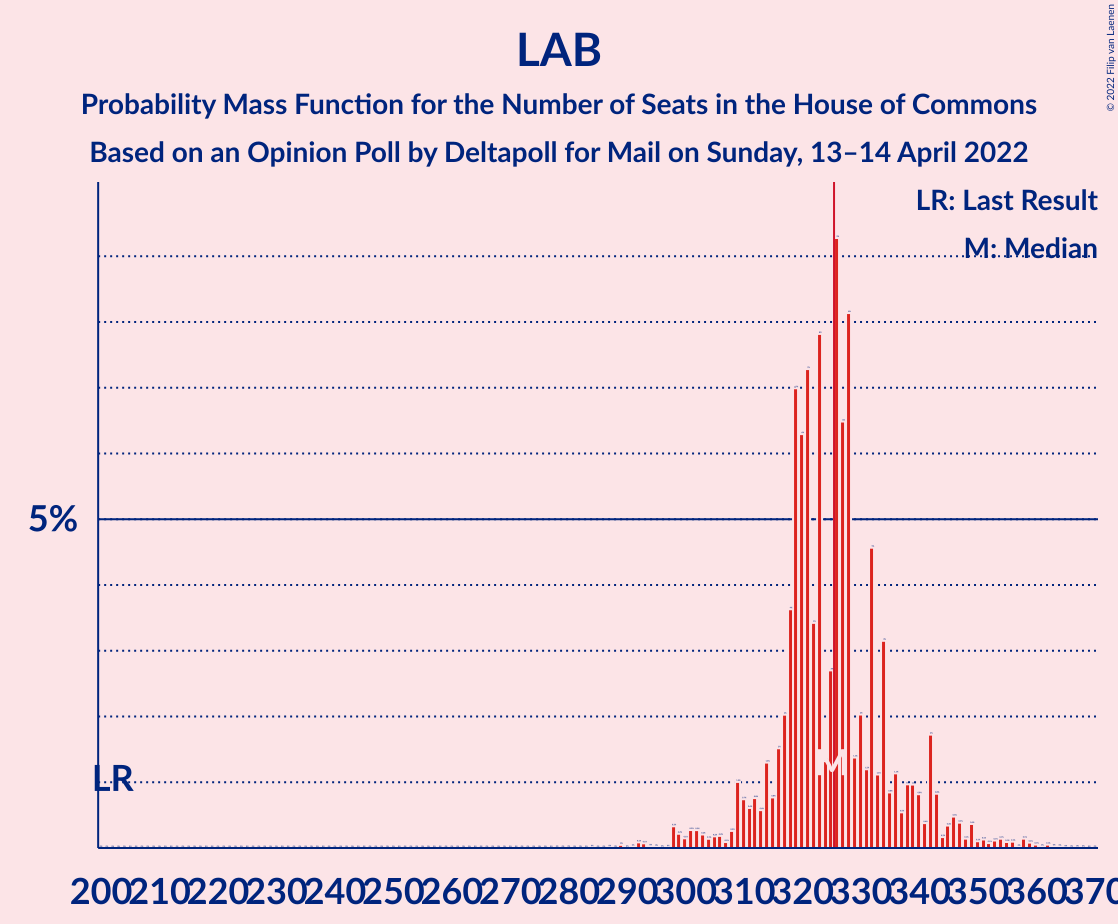 LAB
Probability Mass Function for the Number of Seats in the House of Commons
Based on an Opinion Poll by Deltapoll for Mail on Sunday, 13–14 April 2022
© 2022 Filip van Laenen
LR: Last Result
M: Median
5%
LR
M
200 210 220 230 240 250 260 270 280 290 300 310 320 330 340 350 360 370